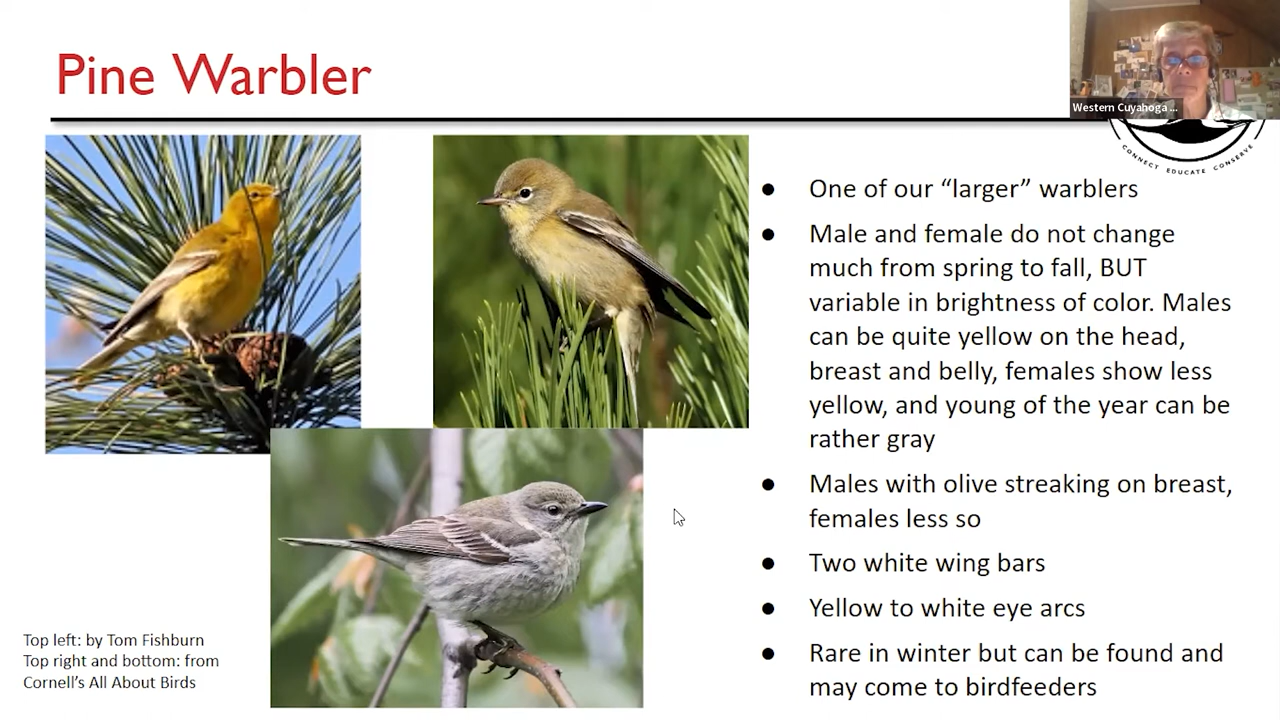 Pine Warbler
Western Cuyahoga ...
CONNECT EDUCATE CONSERVE
● One of our “larger” warblers
● Male and female do not change
much from spring to fall, BUT
variable in brightness of color. Males
can be quite yellow on the head,
breast and belly, females show less
yellow, and young of the year can be
rather gray
● Males with olive streaking on breast,
females less so
● Two white wing bars
● Yellow to white eye arcs
● Rare in winter but can be found and
may come to birdfeeders
Top left: by Tom Fishburn
Top right and bottom: from
Cornell’s All About Birds